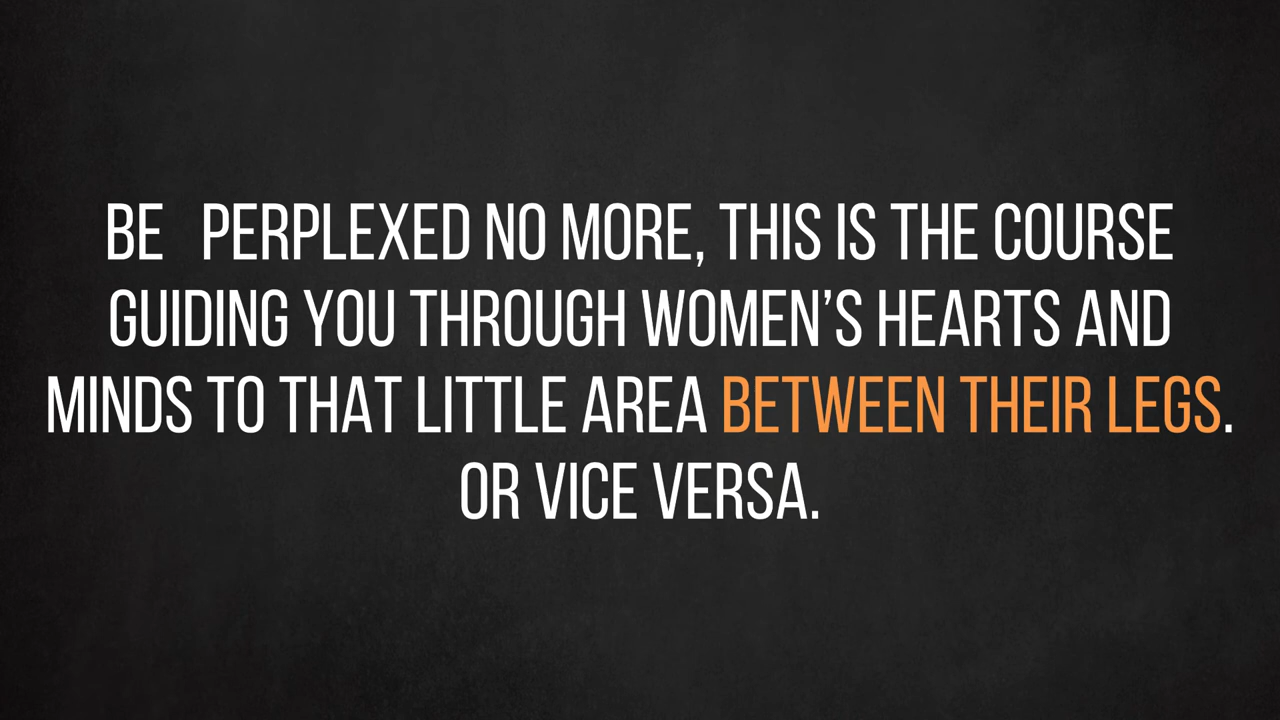 BE PERPLEXED NO MORE, THIS IS THE COURSE
GUIDING YOU THROUGH WOMEN’S HEARTS AND
MINDS TO THAT LITTLE AREA BETWEEN THEIR LEGS.
OR VICE VERSA.